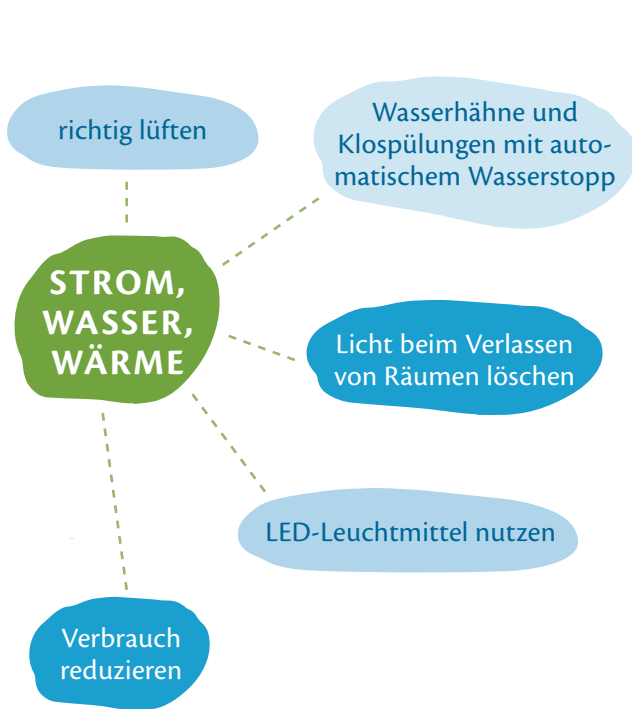 richtig lüften
Wasserhähne und
Klospülungen mit auto-
matischem Wasserstopp
STROM,
WASSER,
WÄRME
Licht beim Verlassen
von Räumen löschen
LED-Leuchtmittel nutzen
Verbrauch
reduzieren